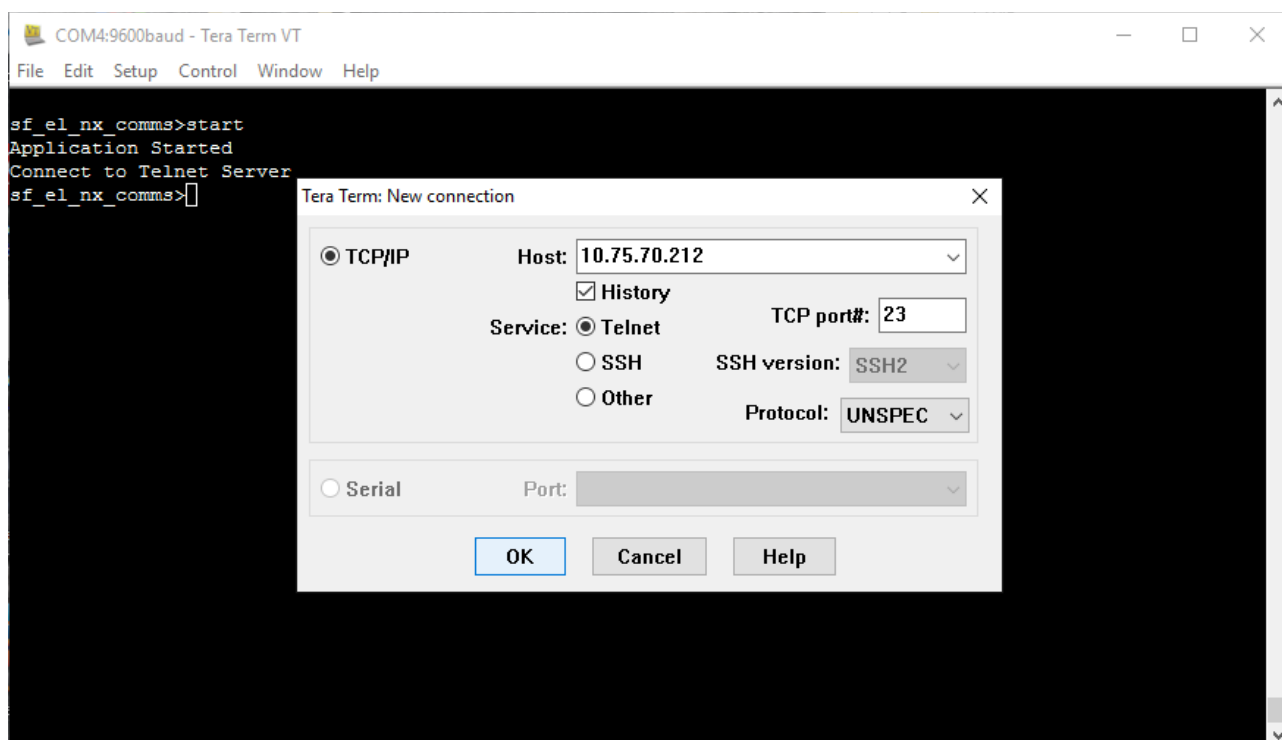 COM4:9600baud - Tera Term VT
File Edit Setup Control Window Help
sf_el_nx_comms>start
Application Started
Connect to Telnet Server
sf_el_nx_comms>
Tera Term: New connection
TCP/IP Host: 10.75.70.212
History
Service: Telnet TCP port#: 23
SSH SSH version: SSH2
Other Protocol: UNSPEC
Serial Port:
OK Cancel Help